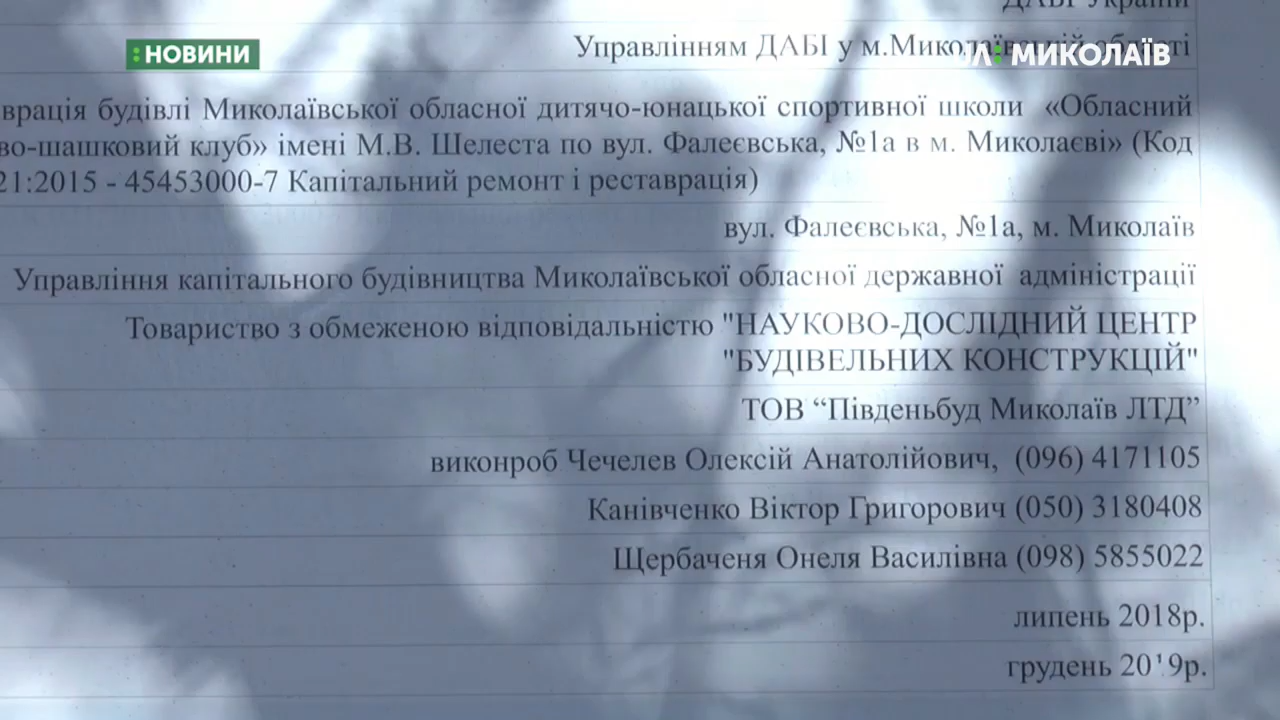 ДАБІ України
:НОВИНИ
Управлінням ДАБІ у м.Миколаївській області
UA: МИКОЛАЇВ
врація будівлі Миколаївської обласної дитячо-юнацької спортивної школи «Обласний
во-шашковий клуб» імені М.В. Шелеста по вул. Фалеєвська, №1а в м. Миколаєві» (Код
21:2015 - 45453000-7 Капітальний ремонт і реставрація)
вул. Фалеєвська, №1а, м. Миколаїв
Управління капітального будівництва Миколаївської обласної державної адміністрації
Товариство з обмеженою відповідальністю "НАУКОВО-ДОСЛІДНИЙ ЦЕНТР
"БУДІВЕЛЬНИХ КОНСТРУКЦІЙ"
ТОВ “Південьбуд Миколаїв ЛТД”
виконроб Чечелев Олексій Анатолійович, (096) 4171105
Канівченко Віктор Григорович (050) 3180408
Щербаченя Онеля Василівна (098) 5855022
липень 2018р.
грудень 2019р.